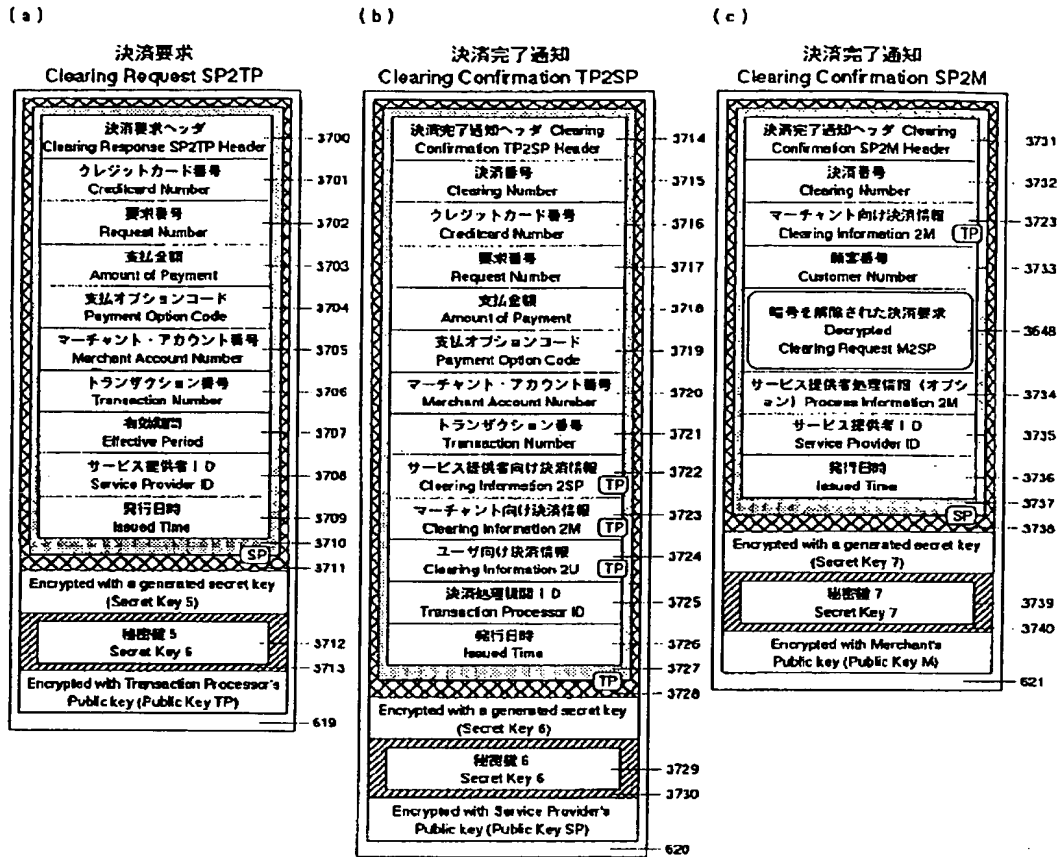 (a)
決済要求
Clearing Request SP2TP
決済要求ヘッダ
Clearing Response SP2TP Header
3700
クレジットカード番号
Creditcard Number
3701
要求番号
Request Number
3702
支払金額
Amount of Payment
3703
支払オプションコード
Payment Option Code
3704
マーチャント・アカウント番号
Merchant Account Number
3705
トランザクション番号
Transaction Number
3706
有効期間
Effective Period
3707
サービス提供者ID
Service Provider ID
3708
発行日時
Issued Time
3709
3710
SP
3711
Encrypted with a generated secret key
(Secret Key 5)
秘密鍵 5
Secret Key 6
3712
3713
Encrypted with Transaction Processor's
Public key (Public Key TP)
619
(b)
決済完了通知
Clearing Confirmation TP2SP
決済完了通知ヘッダ Clearing
Confirmation TP2SP Header
3714
決済番号
Clearing Number
3715
クレジットカード番号
Creditcard Number
3716
要求番号
Request Number
3717
支払金額
Amount of Payment
3718
支払オプションコード
Payment Option Code
3719
マーチャント・アカウント番号
Merchant Account Number
3720
トランザクション番号
Transaction Number
3721
サービス提供者向け決済情報
Clearing Information 2SP
TP
3722
マーチャント向け決済情報
Clearing Information 2M
TP
3723
ユーザ向け決済情報
Clearing Information 2U
TP
3724
決済処理機関ID
Transaction Processor ID
3725
発行日時
Issued Time
3726
3727
TP
3728
Encrypted with a generated secret key
(Secret Key 6)
秘密鍵 6
Secret Key 6
3729
3730
Encrypted with Service Provider's
Public key (Public Key SP)
620
(c)
決済完了通知
Clearing Confirmation SP2M
決済完了通知ヘッダ Clearing
Confirmation SP2M Header
3731
決済番号
Clearing Number
3732
マーチャント向け決済情報
Clearing Information 2M
TP
3723
顧客番号
Customer Number
3733
暗号を解除された決済要求
Decrypted
Clearing Request M2SP
3648
サービス提供者処理情報(オプシ
ョン)Process Information 2M
3734
サービス提供者ID
Service Provider ID
3735
発行日時
Issued Time
3736
3737
SP
3738
Encrypted with a generated secret key
(Secret Key 7)
秘密鍵 7
Secret Key 7
3739
3740
Encrypted with Merchant's
Public key (Public Key M)
621